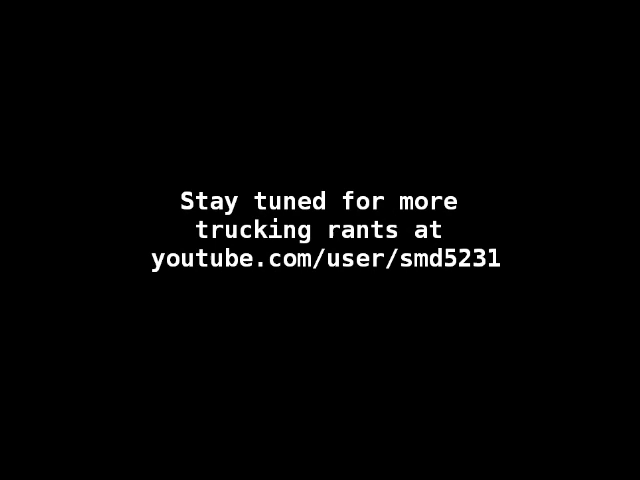 Stay tuned for more
trucking rants at
youtube.com/user/smd5231